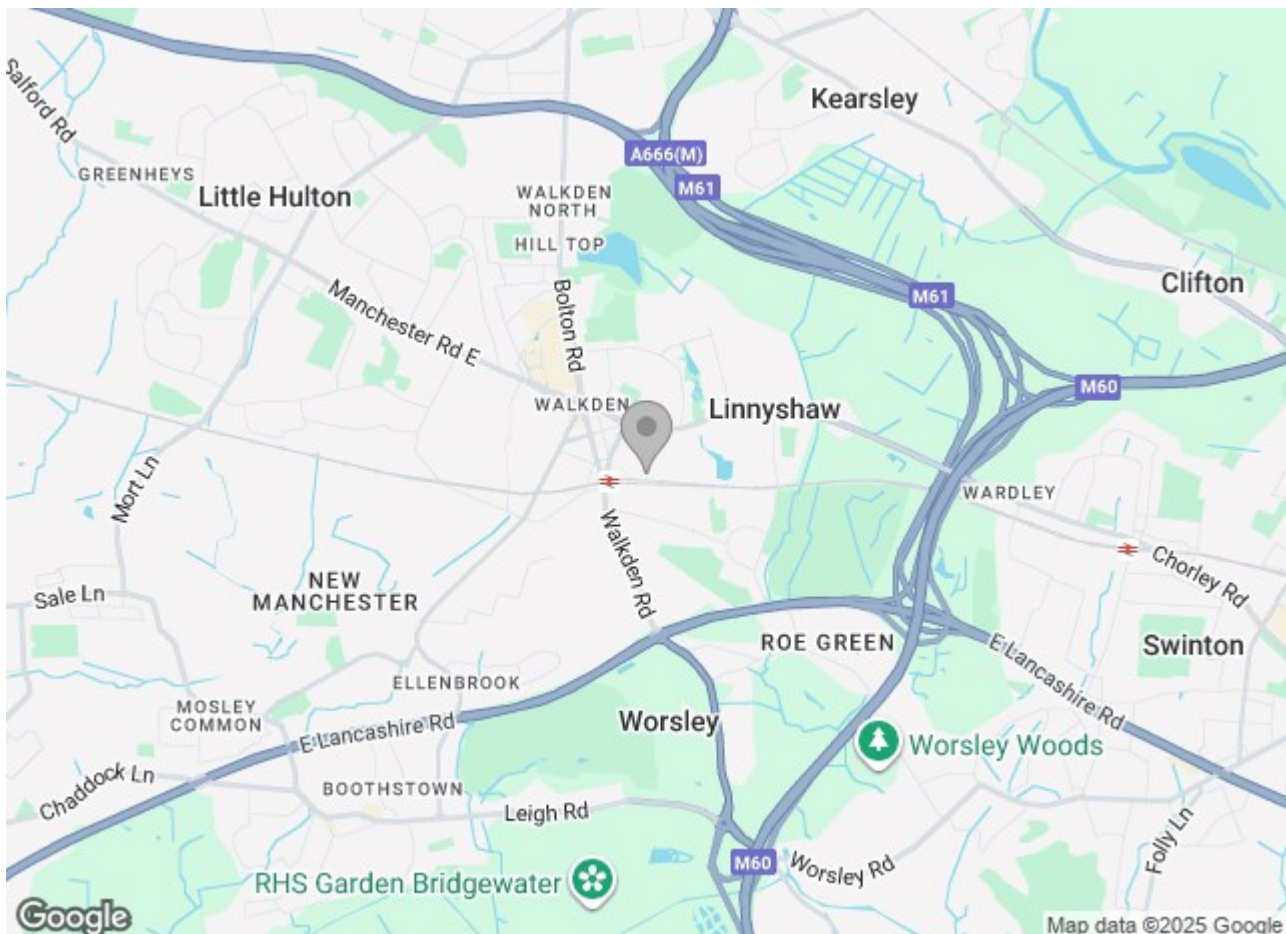 Salford Rd
Kearsley
A666(M)
M61
GREENHEYS
Little Hulton
WALKDEN
NORTH
HILL TOP
Bolton Rd
Manchester Rd E
M61
Clifton
M60
WALKDEN
Linnyshaw
Mort Ln
WARDLEY
Walkden Rd
Chorley Rd
NEW
MANCHESTER
Sale Ln
ROE GREEN
E Lancashire Rd
Swinton
ELLENBROOK
MOSLEY
COMMON
Worsley
E Lancashire Rd
Worsley Woods
Chaddock Ln
BOOTHSTOWN
Leigh Rd
Folly Ln
M60
Worsley Rd
RHS Garden Bridgewater
Google
Map data ©2025 Google